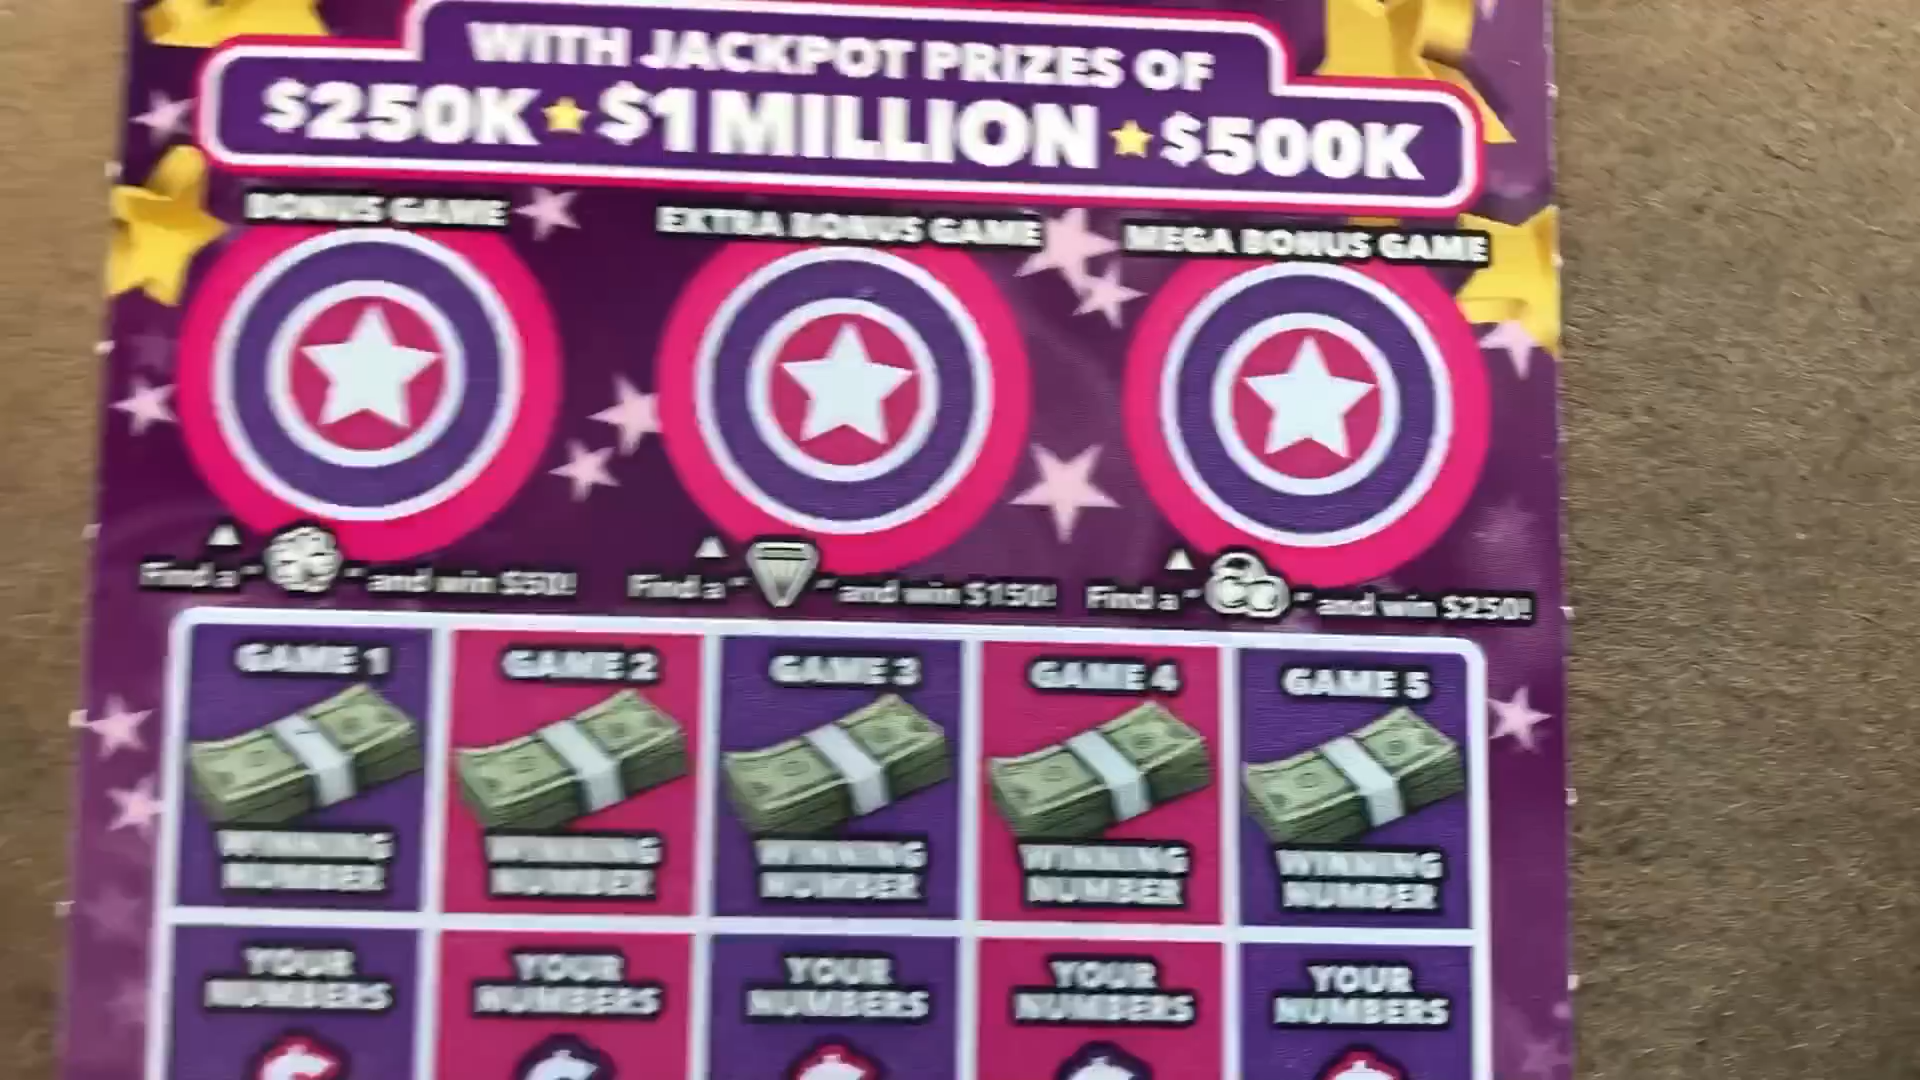 WITH JACKPOT PRIZES OF
$250K $1 MILLION $500K
BONUS GAME
EXTRA BONUS GAME
MEGA BONUS GAME
Find a " " and win $50!
Find a " " and win $150!
Find a " " and win $250!
GAME 1
GAME 2
GAME 3
GAME 4
GAME 5
WINNING
NUMBER
WINNING
NUMBER
WINNING
NUMBER
WINNING
NUMBER
WINNING
NUMBER
YOUR
NUMBERS
YOUR
NUMBERS
YOUR
NUMBERS
YOUR
NUMBERS
YOUR
NUMBERS